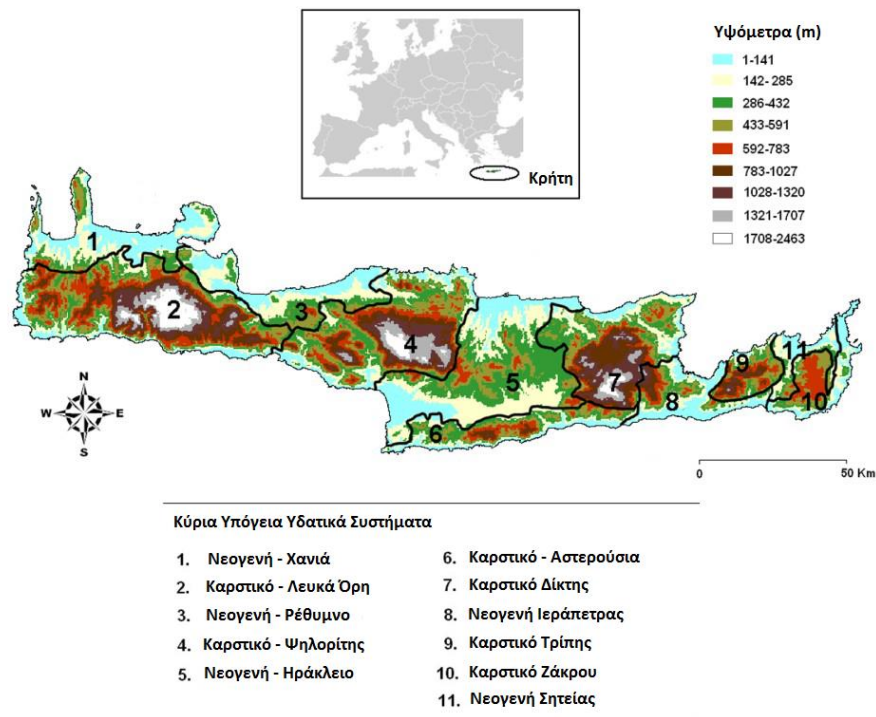 Κρήτη
Υψόμετρα (m)
1-141
142- 285
286-432
433-591
592-783
783-1027
1028-1320
1321-1707
1708-2463
1
2
3
4
5
6
7
8
9
10
11
N
W E
S
0 50 Km
Κύρια Υπόγεια Υδατικά Συστήματα
1. Νεογενή - Χανιά
2. Καρστικό - Λευκά Όρη
3. Νεογενή - Ρέθυμνο
4. Καρστικό - Ψηλορίτης
5. Νεογενή - Ηράκλειο
6. Καρστικό - Αστερούσια
7. Καρστικό Δίκτης
8. Νεογενή Ιεράπετρας
9. Καρστικό Τρίπης
10. Καρστικό Ζάκρου
11. Νεογενή Σητείας